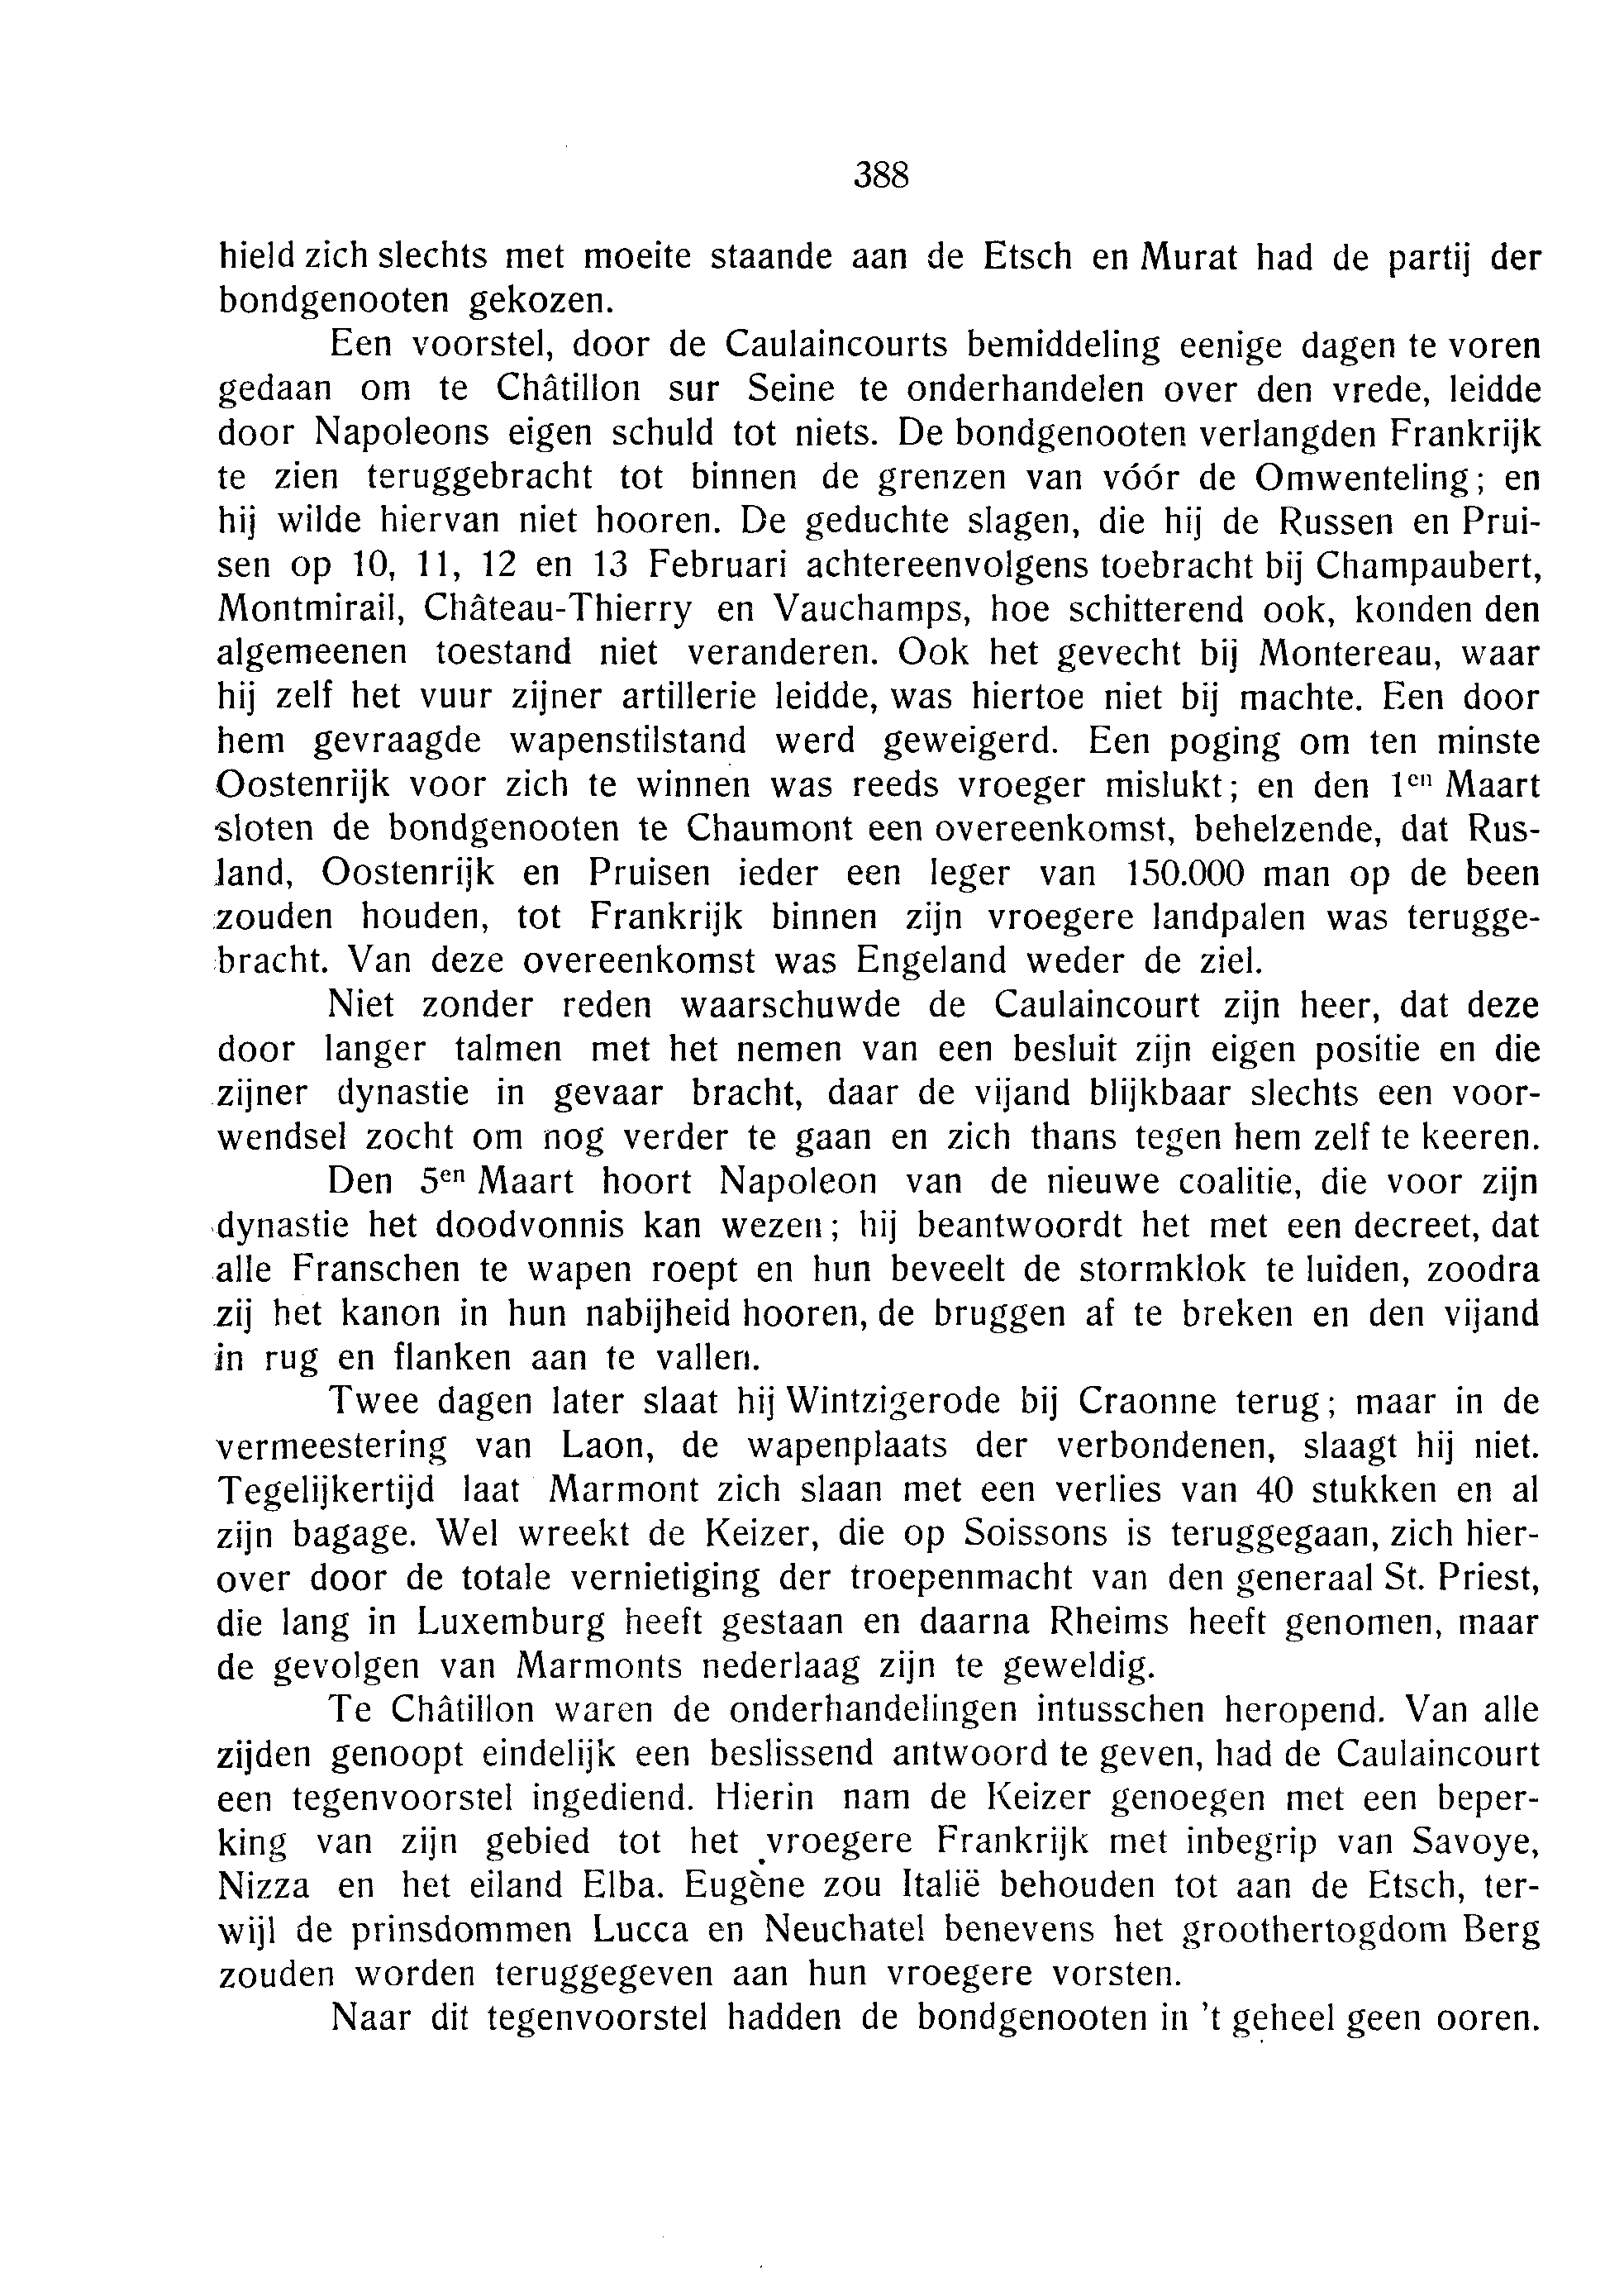 388
hield zich slechts met moeite staande aan de Etsch en Murat had de partij der
bondgenooten gekozen.
Een voorstel, door de Caulaincourts bemiddeling eenige dagen te voren
gedaan om te Châtillon sur Seine te onderhandelen over den vrede, leidde
door Napoleons eigen schuld tot niets. De bondgenooten verlangden Frankrijk
te zien teruggebracht tot binnen de grenzen van vóór de Omwenteling; en
hij wilde hiervan niet hooren. De geduchte slagen, die hij de Russen en Prui-
sen op 10, 11, 12 en 13 Februari achtereenvolgens toebracht bij Champaubert,
Montmirail, Château-Thierry en Vauchamps, hoe schitterend ook, konden den
algemeenen toestand niet veranderen. Ook het gevecht bij Montereau, waar
hij zelf het vuur zijner artillerie leidde, was hiertoe niet bij machte. Een door
hem gevraagde wapenstilstand werd geweigerd. Een poging om ten minste
Oostenrijk voor zich te winnen was reeds vroeger mislukt; en den 1en Maart
sloten de bondgenooten te Chaumont een overeenkomst, behelzende, dat Rus-
land, Oostenrijk en Pruisen ieder een leger van 150.000 man op de been
zouden houden, tot Frankrijk binnen zijn vroegere landpalen was terugge-
bracht. Van deze overeenkomst was Engeland weder de ziel.
Niet zonder reden waarschuwde de Caulaincourt zijn heer, dat deze
door langer talmen met het nemen van een besluit zijn eigen positie en die
zijner dynastie in gevaar bracht, daar de vijand blijkbaar slechts een voor-
wendsel zocht om nog verder te gaan en zich thans tegen hem zelf te keeren.
Den 5en Maart hoort Napoleon van de nieuwe coalitie, die voor zijn
dynastie het doodvonnis kan wezen; hij beantwoordt het met een decreet, dat
alle Franschen te wapen roept en hun beveelt de stormklok te luiden, zoodra
zij het kanon in hun nabijheid hooren, de bruggen af te breken en den vijand
in rug en flanken aan te vallen.
Twee dagen later slaat hij Wintzigerode bij Craonne terug; maar in de
vermeestering van Laon, de wapenplaats der verbondenen, slaagt hij niet.
Tegelijkertijd laat Marmont zich slaan met een verlies van 40 stukken en al
zijn bagage. Wel wreekt de Keizer, die op Soissons is teruggegaan, zich hier-
over door de totale vernietiging der troepenmacht van den generaal St. Priest,
die lang in Luxemburg heeft gestaan en daarna Rheims heeft genomen, maar
de gevolgen van Marmonts nederlaag zijn te geweldig.
Te Châtillon waren de onderhandelingen intusschen heropend. Van alle
zijden genoopt eindelijk een beslissend antwoord te geven, had de Caulaincourt
een tegenvoorstel ingediend. Hierin nam de Keizer genoegen met een beper-
king van zijn gebied tot het vroegere Frankrijk met inbegrip van Savoye,
Nizza en het eiland Elba. Eugène zou Italië behouden tot aan de Etsch, ter-
wijl de prinsdommen Lucca en Neuchatel benevens het groothertogdom Berg
zouden worden teruggegeven aan hun vroegere vorsten.
Naar dit tegenvoorstel hadden de bondgenooten in 't geheel geen ooren.